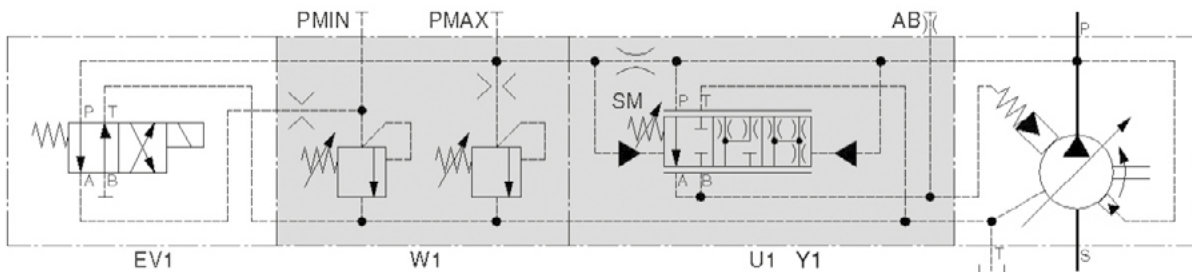 PMIN PMAX AB P
P T SM P T
A B A B
T S
EV1 W1 U1 Y1